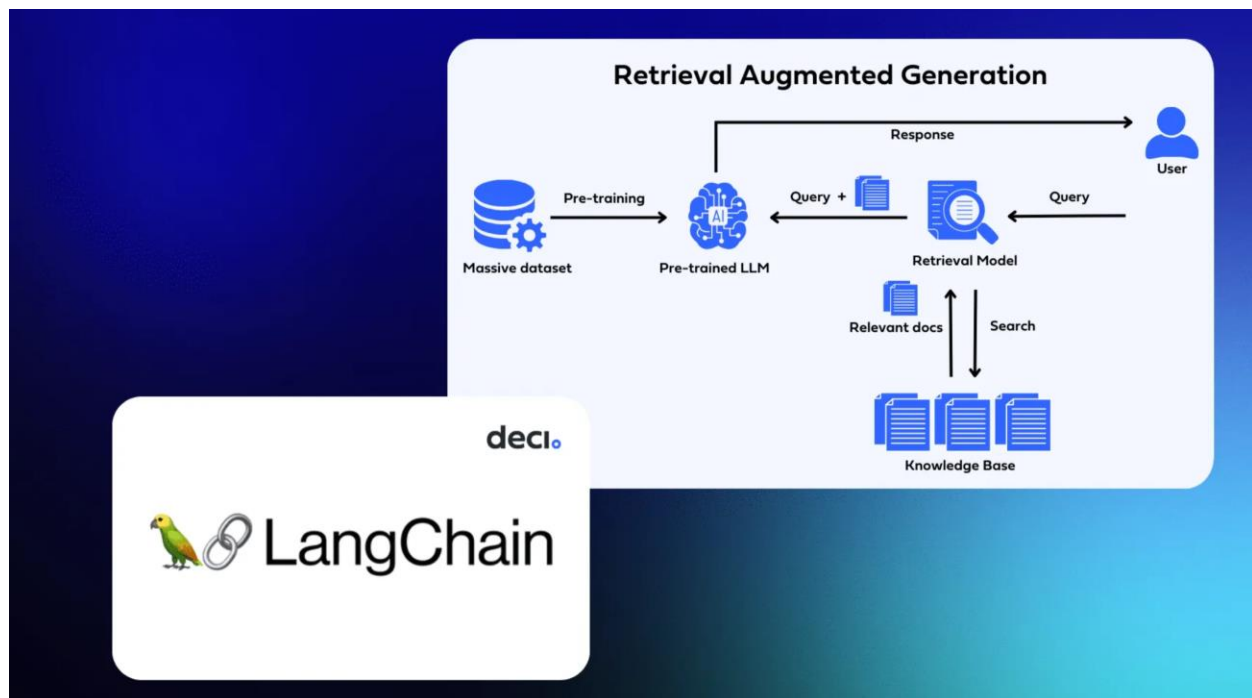 Retrieval Augmented Generation
Response
User
Pre-training
Query +
Query
AI
Massive dataset
Pre-trained LLM
Retrieval Model
Relevant docs
Search
Knowledge Base
deci.
LangChain